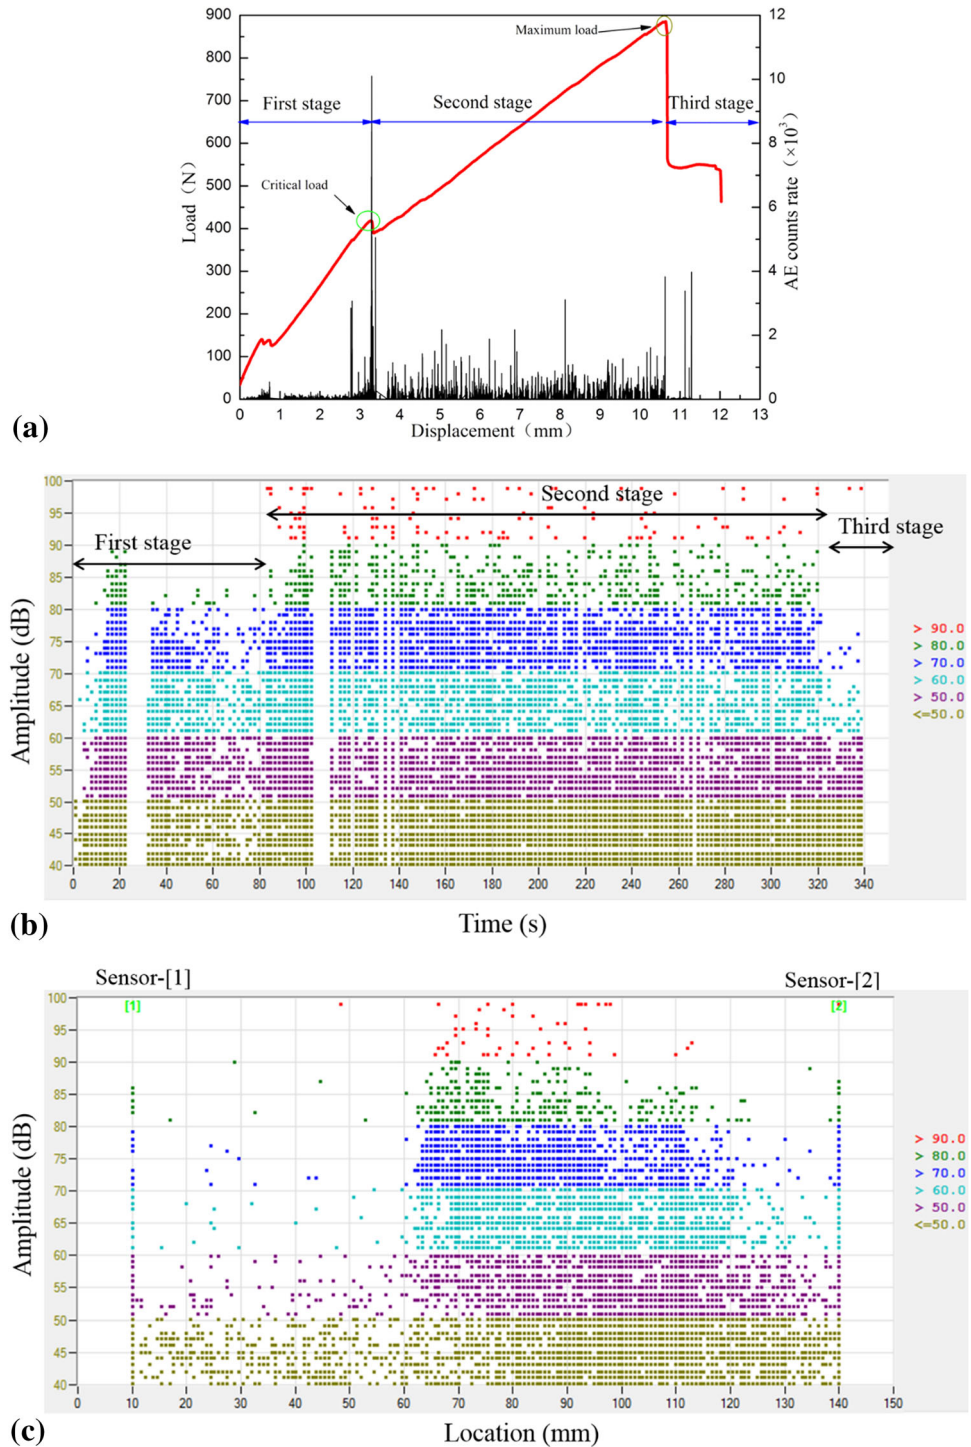 900
800
700
600
500
400
300
200
100
0
Load（N）
12
10
8
6
4
2
0
AE counts rate（×10³）
Maximum load
First stage
Second stage
Third stage
Critical load
0 1 2 3 4 5 6 7 8 9 10 11 12 13
Displacement（mm）
(a)
100
95
90
85
80
75
70
65
60
55
50
45
40
Amplitude (dB)
Second stage
First stage
Third stage
> 90.0
> 80.0
> 70.0
> 60.0
> 50.0
<=50.0
0 20 40 60 80 100 120 140 160 180 200 220 240 260 280 300 320 340
Time (s)
(b)
Sensor-[1]
Sensor-[2]
[1]
[2]
100
95
90
85
80
75
70
65
60
55
50
45
40
Amplitude (dB)
> 90.0
> 80.0
> 70.0
> 60.0
> 50.0
<=50.0
0 10 20 30 40 50 60 70 80 90 100 110 120 130 140 150
Location (mm)
(c)